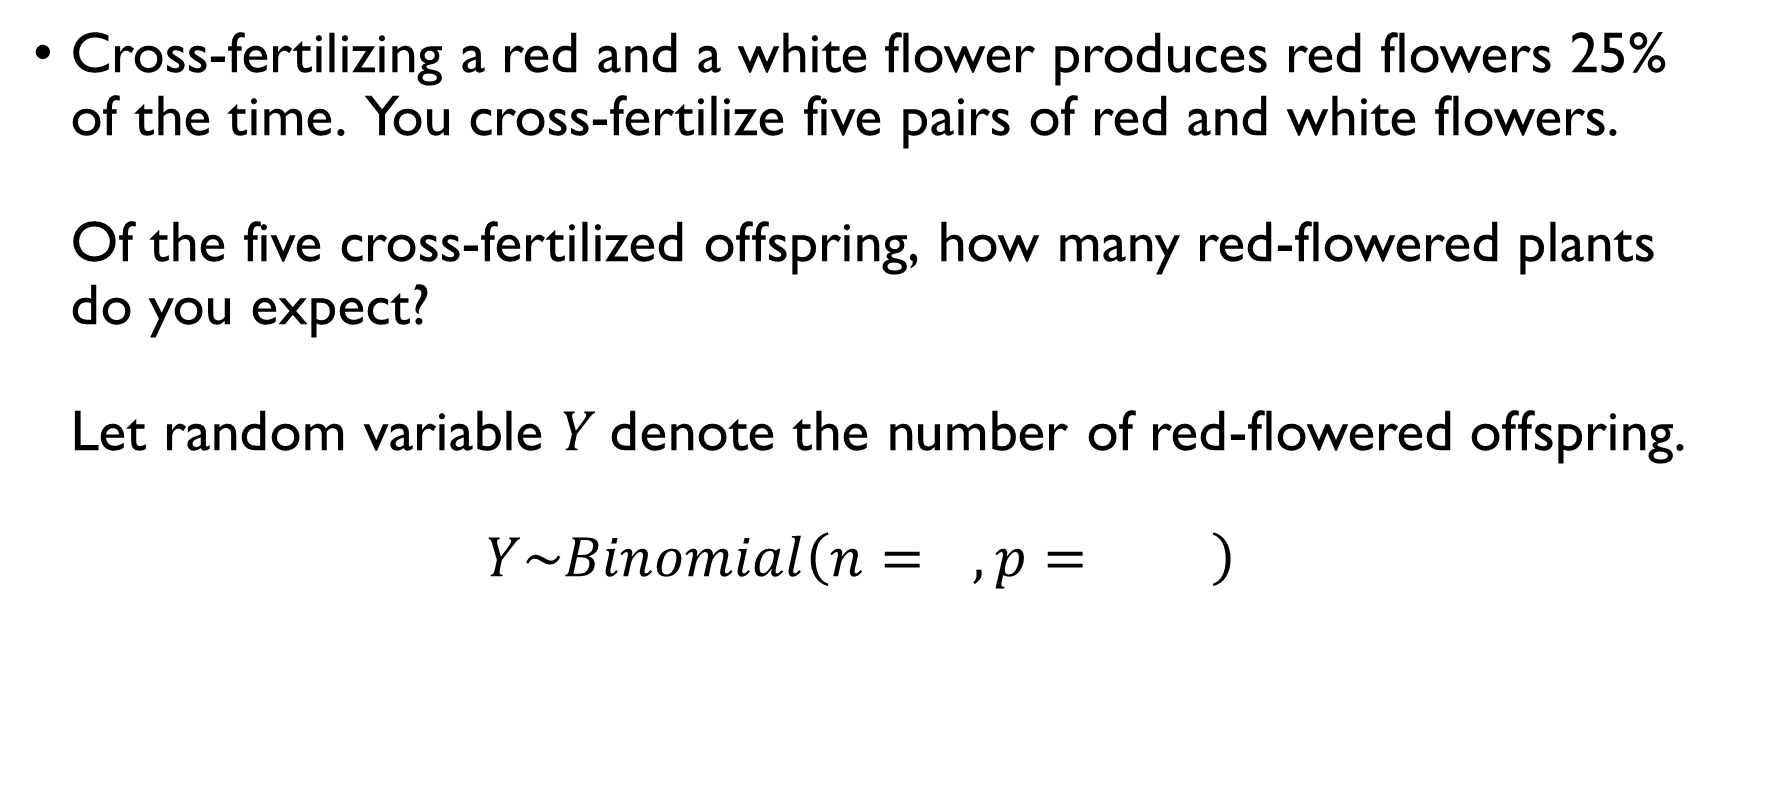 • Cross-fertilizing a red and a white flower produces red flowers 25%
of the time. You cross-fertilize five pairs of red and white flowers.
Of the five cross-fertilized offspring, how many red-flowered plants
do you expect?
Let random variable Y denote the number of red-flowered offspring.
Y~Binomial(n = , p = )